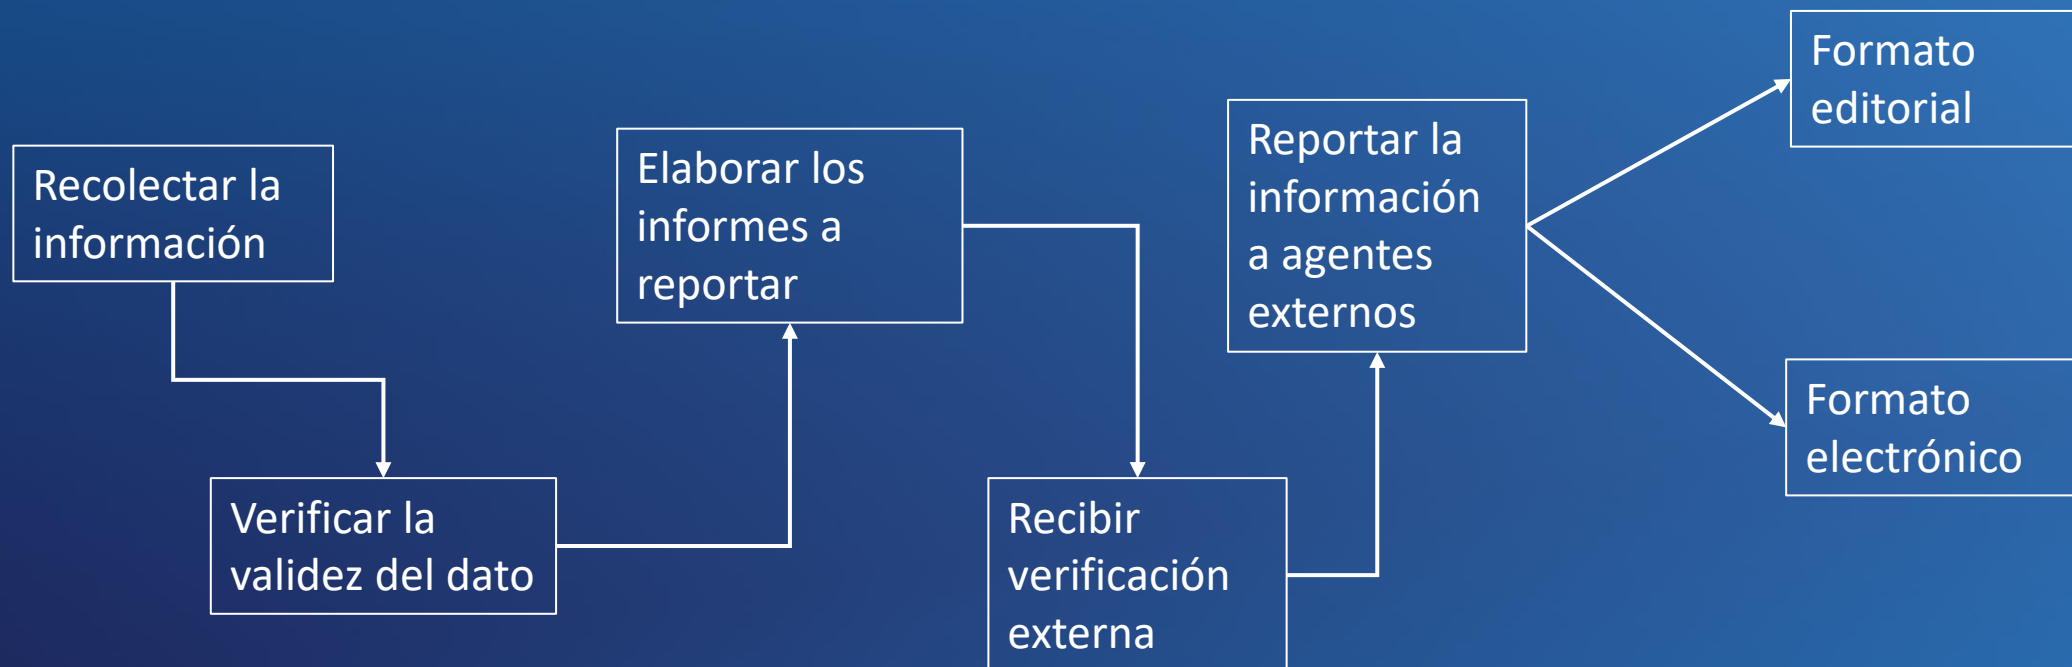 Recolectar la
información
Verificar la
validez del dato
Elaborar los
informes a
reportar
Recibir
verificación
externa
Reportar la
información
a agentes
externos
Formato
editorial
Formato
electrónico